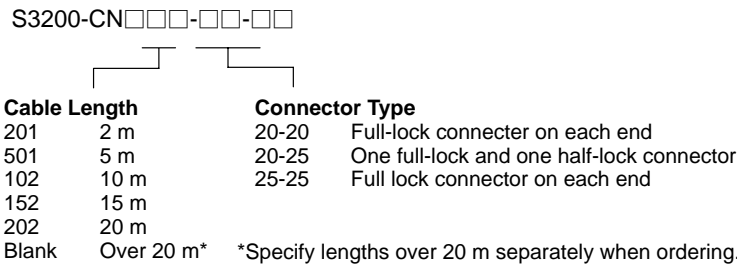 S3200-CN□□□-□□-□□
Cable Length Connector Type
201 2 m 20-20 Full-lock connecter on each end
501 5 m 20-25 One full-lock and one half-lock connector
102 10 m 25-25 Full lock connector on each end
152 15 m
202 20 m
Blank Over 20 m* *Specify lengths over 20 m separately when ordering.